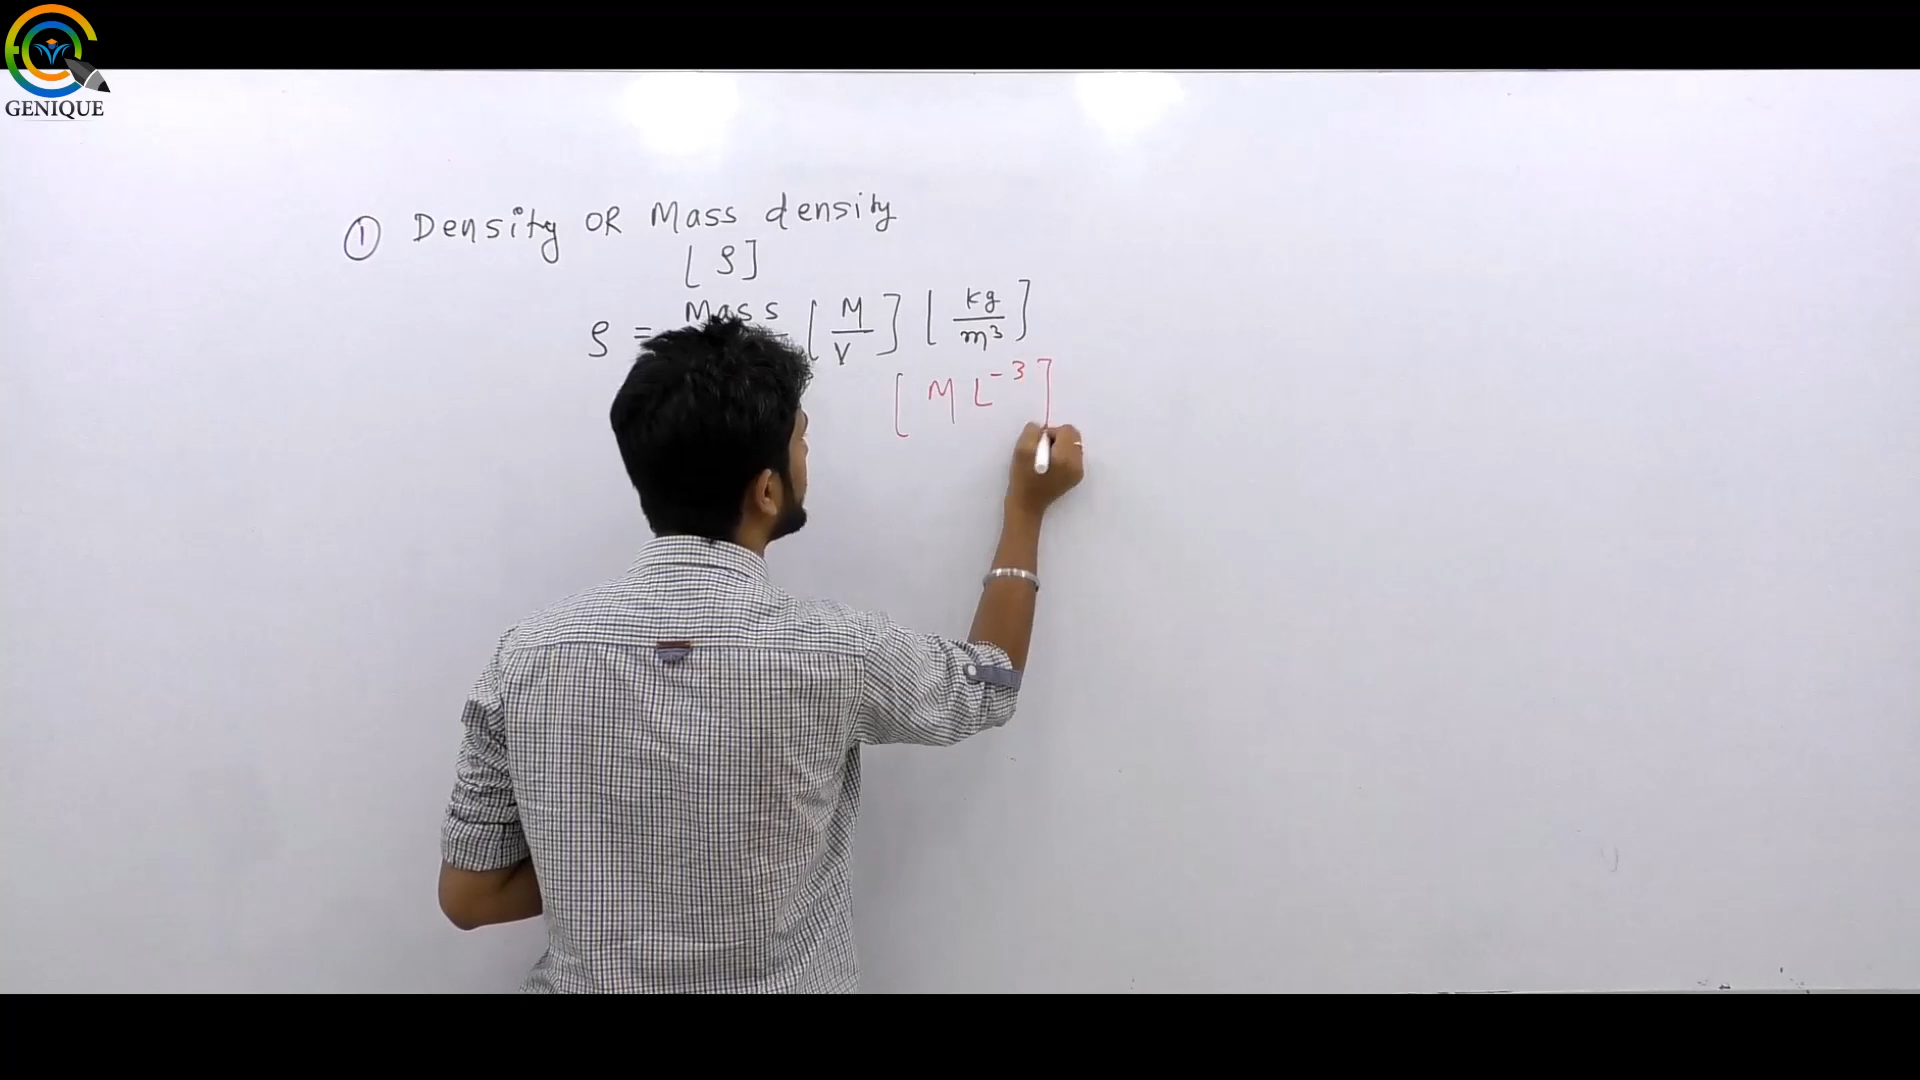 GENIQUE
① Density OR Mass density
[ρ]
ρ = Mass [M/V] [kg/m³]
[M L⁻³]